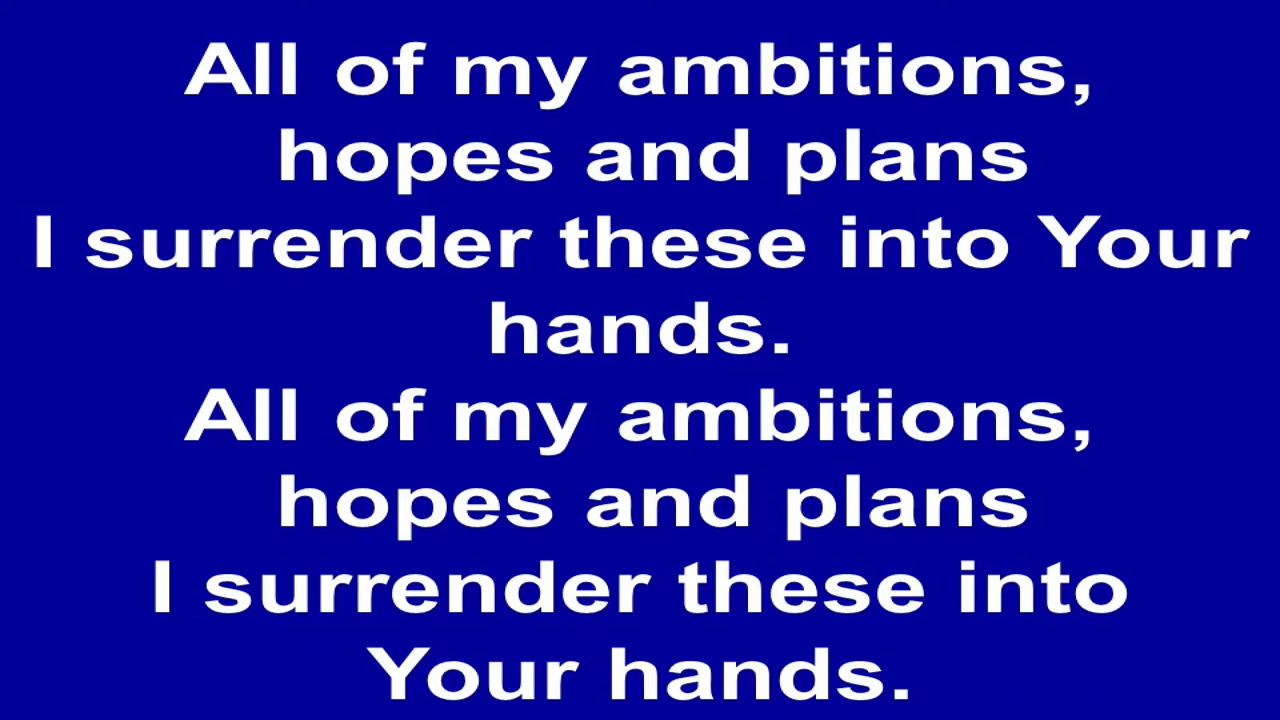 All of my ambitions,
hopes and plans
I surrender these into Your
hands.
All of my ambitions,
hopes and plans
I surrender these into
Your hands.